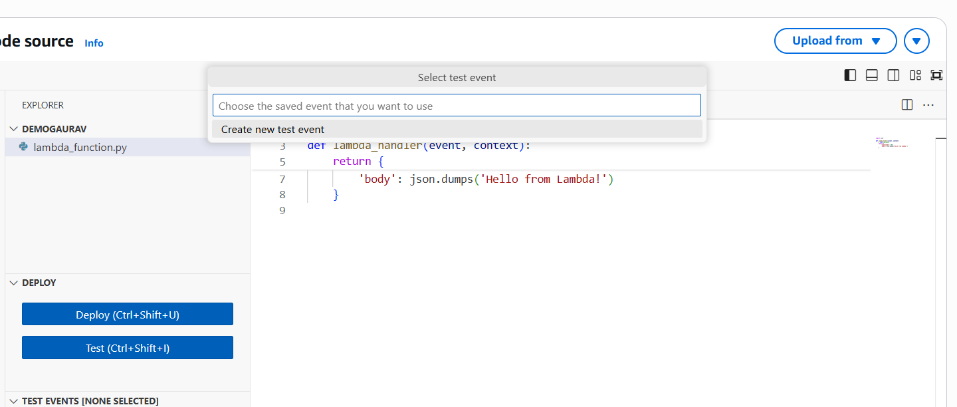 de source Info
Upload from
Select test event
Choose the saved event that you want to use
Create new test event
EXPLORER
DEMOGAURAV
lambda_function.py
3 def lambda_handler(event, context):
5 return {
7 'body': json.dumps('Hello from Lambda!')
8 }
9
DEPLOY
Deploy (Ctrl+Shift+U)
Test (Ctrl+Shift+I)
TEST EVENTS [NONE SELECTED]